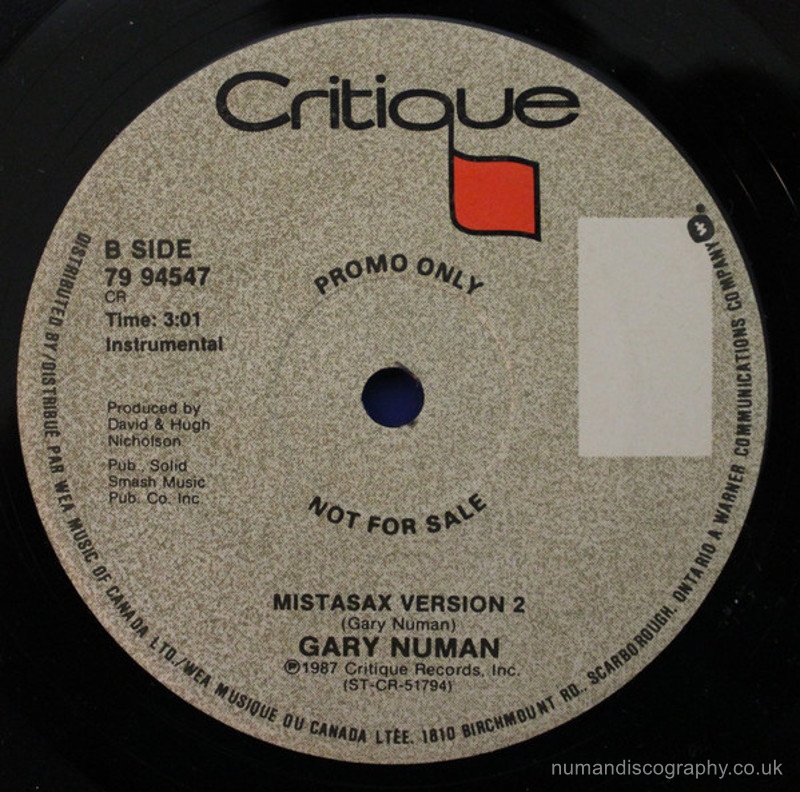 Critique
B SIDE
79 94547
CR
Time: 3:01
Instrumental
PROMO ONLY
Produced by
David & Hugh
Nicholson
Pub., Solid
Smash Music
Pub. Co. Inc.
NOT FOR SALE
MISTASAX VERSION 2
(Gary Numan)
GARY NUMAN
℗1987 Critique Records, Inc.
(ST-CR-51794)
DISTRIBUTED BY/DISTRIBUÉ PAR WEA MUSIC OF CANADA LTD./WEA MUSIQUE DU CANADA LTÉE. 1810 BIRCHMOUNT RD., SCARBOROUGH, ONTARIO A WARNER COMMUNICATIONS COMPANY
numandiscography.co.uk